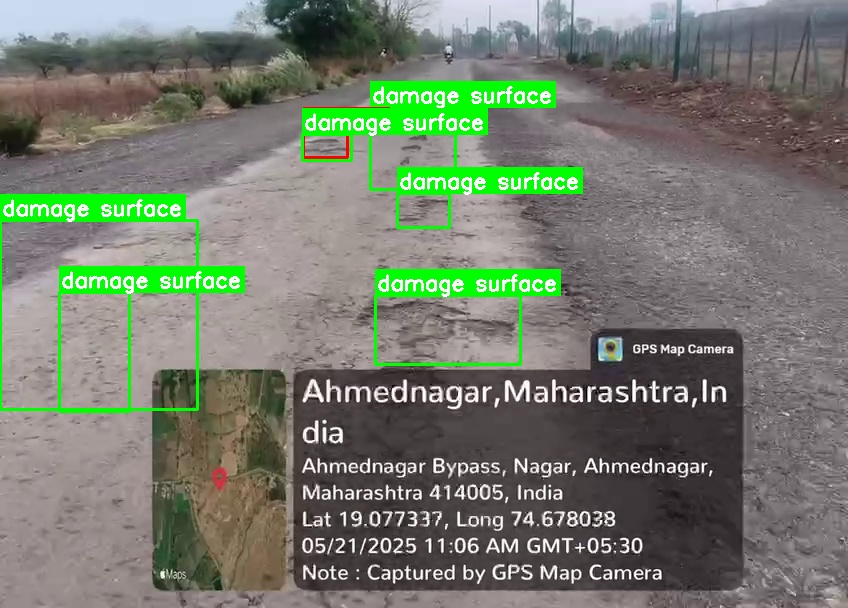 damage surface
damage surface
damage surface
damage surface
damage surface
damage surface
GPS Map Camera
Ahmednagar,Maharashtra,In
dia
Ahmednagar Bypass, Nagar, Ahmednagar,
Maharashtra 414005, India
Lat 19.077337, Long 74.678038
05/21/2025 11:06 AM GMT+05:30
Note : Captured by GPS Map Camera
Maps